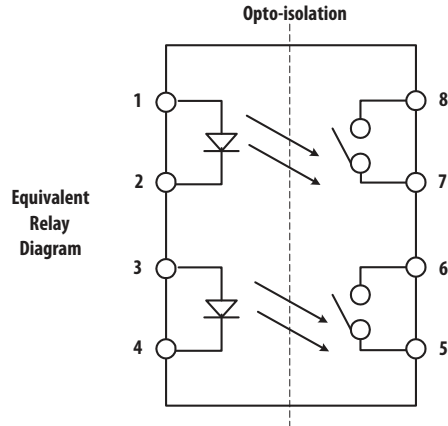 Opto-isolation
1
8
2
7
Equivalent
Relay
Diagram
3
6
4
5